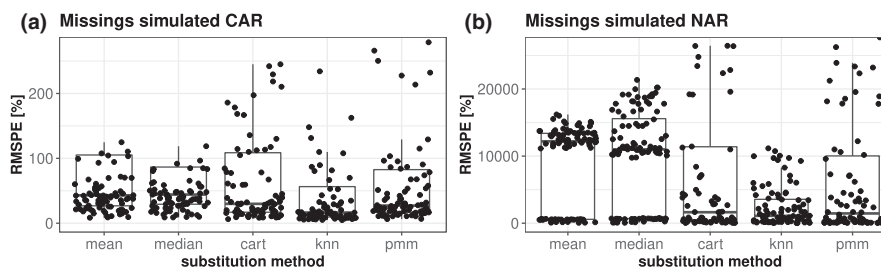 (a) Missings simulated CAR
RMSPE [%]
200
100
0
mean median cart knn pmm
substitution method
(b) Missings simulated NAR
RMSPE [%]
20000
10000
0
mean median cart knn pmm
substitution method